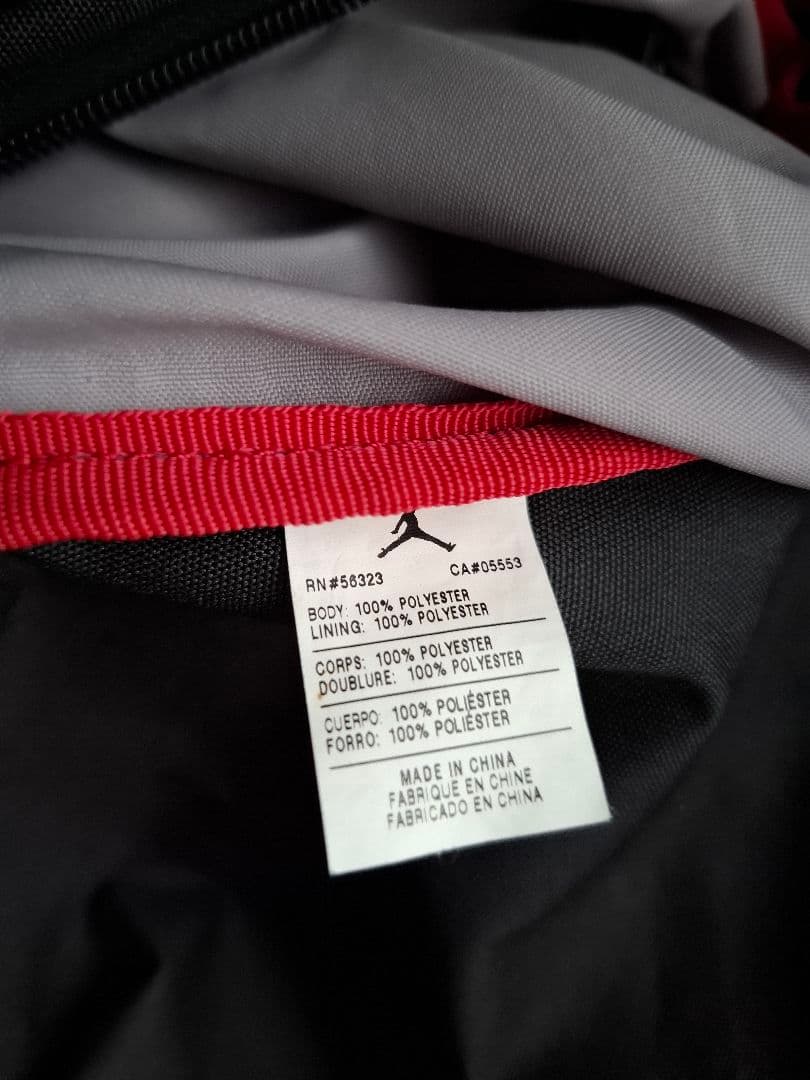 RN#56323 CA#05553
BODY: 100% POLYESTER
LINING: 100% POLYESTER
CORPS: 100% POLYESTER
DOUBLURE: 100% POLYESTER
CUERPO: 100% POLIÉSTER
FORRO: 100% POLIÉSTER
MADE IN CHINA
FABRIQUE EN CHINE
FABRICADO EN CHINA